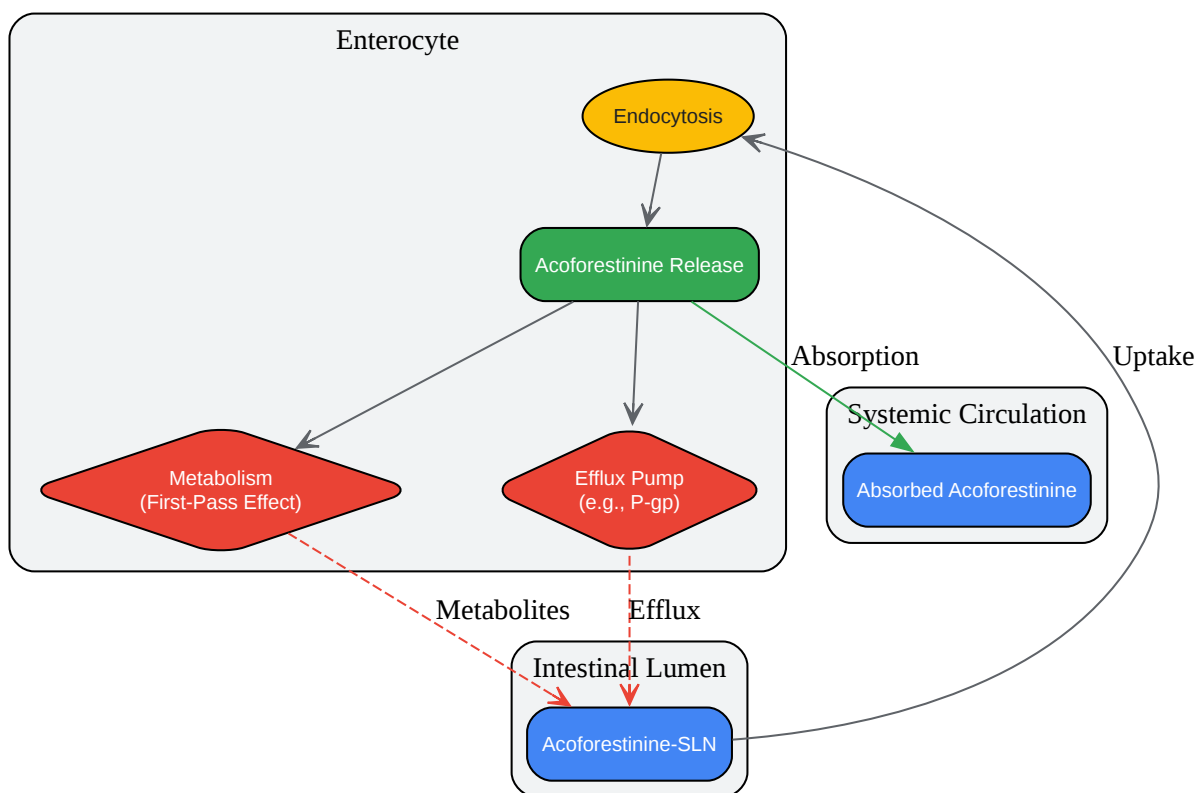 Enterocyte
Endocytosis
Acoforestinine Release
Absorption
Uptake
Systemic Circulation
Metabolism
(First-Pass Effect)
Efflux Pump
(e.g., P-gp)
Absorbed Acoforestinine
Metabolites
Efflux
Intestinal Lumen
Acoforestinine-SLN